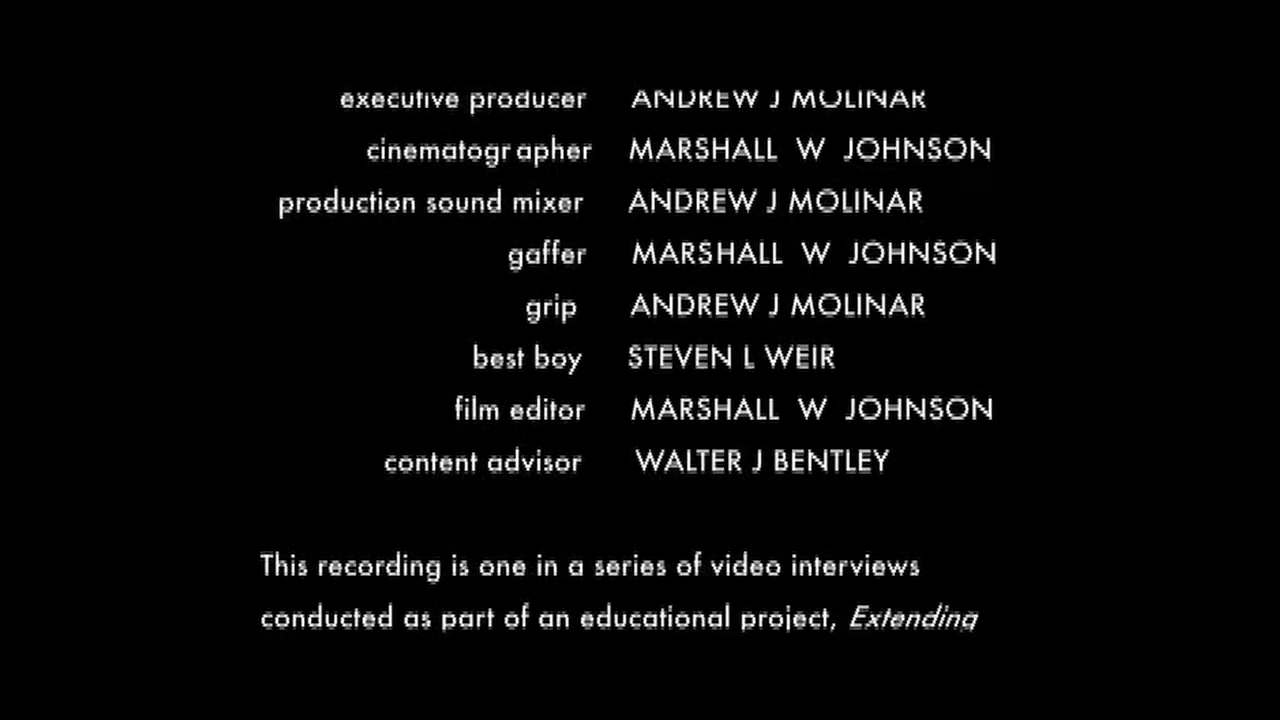 executive producer ANDREW J MOLINAR
cinematographer MARSHALL W JOHNSON
production sound mixer ANDREW J MOLINAR
gaffer MARSHALL W JOHNSON
grip ANDREW J MOLINAR
best boy STEVEN L WEIR
film editor MARSHALL W JOHNSON
content advisor WALTER J BENTLEY
This recording is one in a series of video interviews
conducted as part of an educational project, Extending